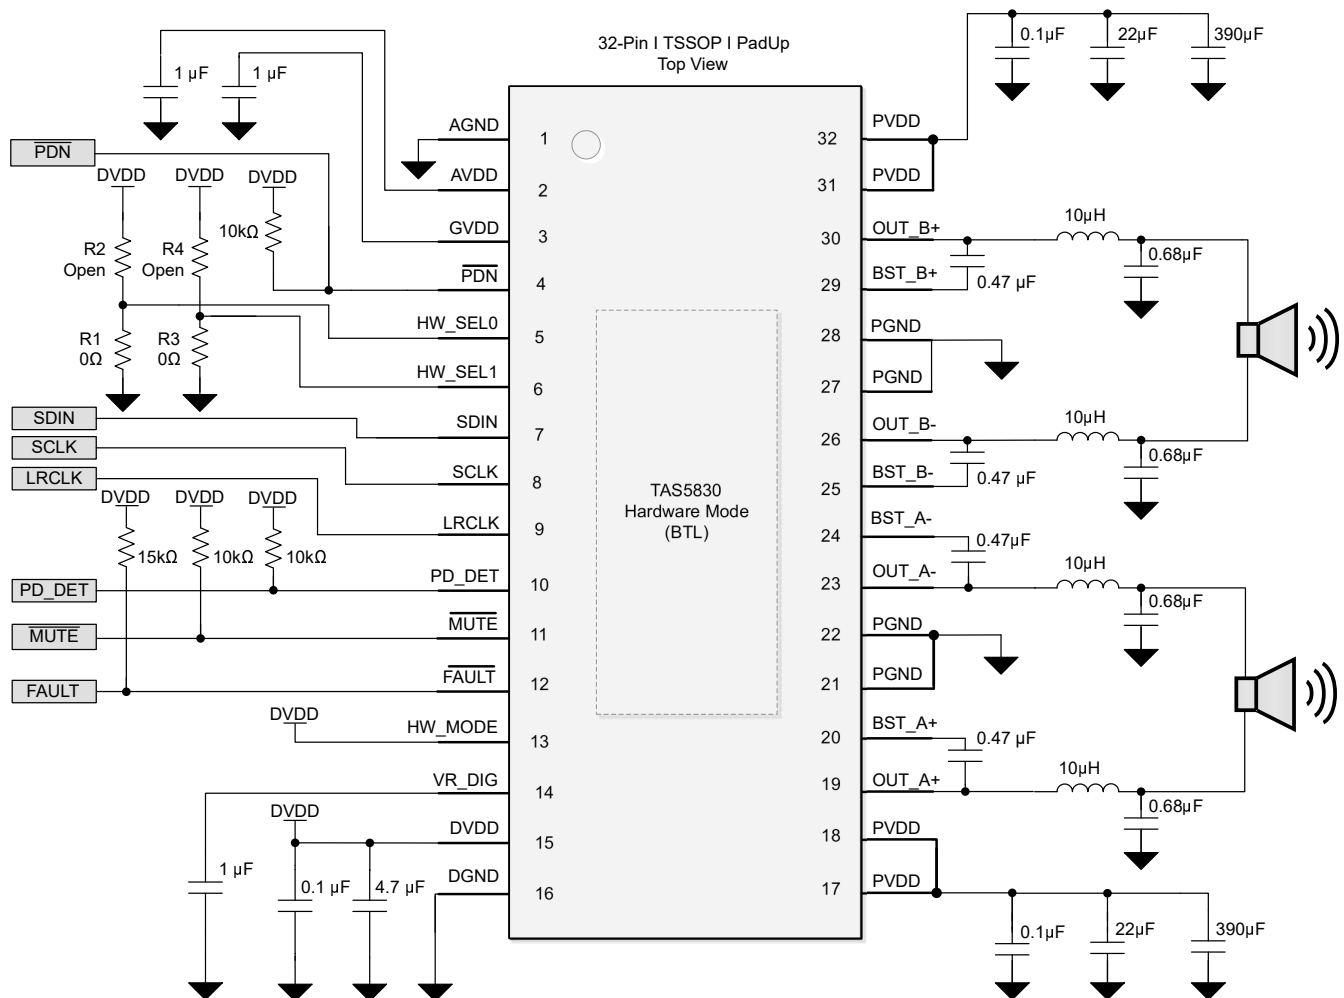 32-Pin I TSSOP I PadUp
Top View
0.1µF
22µF
390µF
1 µF
1 µF
PDN
DVDD
DVDD
DVDD
R2
Open
R4
Open
10kΩ
R1
0Ω
R3
0Ω
SDIN
SCLK
LRCLK
DVDD
DVDD
DVDD
15kΩ
10kΩ
10kΩ
PD_DET
MUTE
FAULT
DVDD
DVDD
1 µF
0.1 µF
4.7 µF
AGND
1
AVDD
2
GVDD
3
PDN
4
HW_SEL0
5
HW_SEL1
6
SDIN
7
SCLK
8
LRCLK
9
PD_DET
10
MUTE
11
FAULT
12
HW_MODE
13
VR_DIG
14
DVDD
15
DGND
16
TAS5830
Hardware Mode
(BTL)
32
PVDD
31
PVDD
30
OUT_B+
29
BST_B+
28
PGND
27
PGND
26
OUT_B-
25
BST_B-
24
BST_A-
23
OUT_A-
22
PGND
21
PGND
20
BST_A+
19
OUT_A+
18
PVDD
17
PVDD
10µH
0.68µF
0.47 µF
10µH
0.68µF
0.47 µF
0.47µF
10µH
0.68µF
0.47 µF
10µH
0.68µF
0.1µF
22µF
390µF